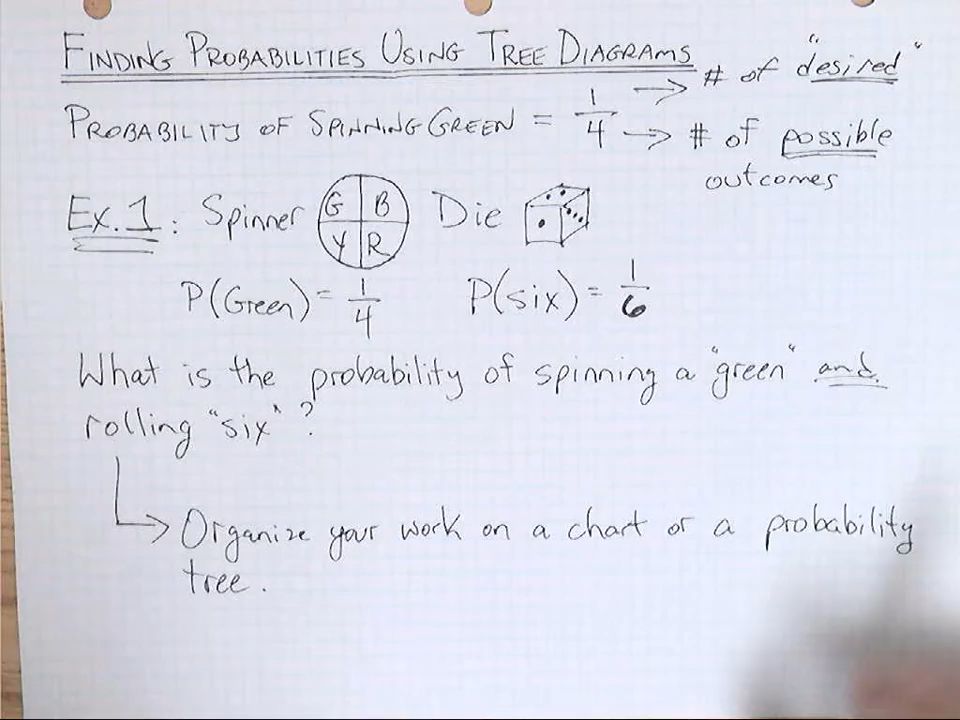 FINDING PROBABILITIES USING TREE DIAGRAMS
PROBABILITY OF SPINNING GREEN = 1/4 → # of "desired"
→ # of possible
outcomes
Ex. 1: Spinner G B Y R Die
P(Green) = 1/4 P(six) = 1/6
What is the probability of spinning a "green" and
rolling "six"?
Organize your work on a chart or a probability
tree.